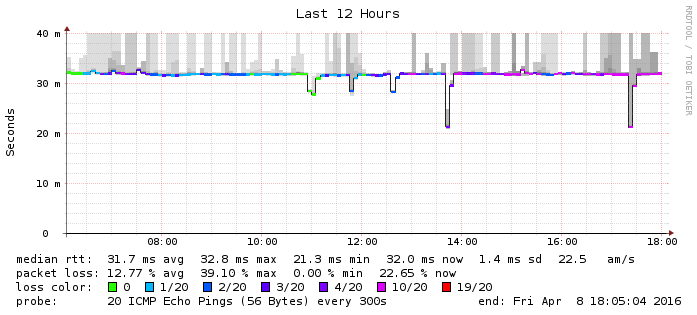 Last 12 Hours
RRDTOOL / TOBI OETIKER
Seconds
40 m
30 m
20 m
10 m
0
08:00 10:00 12:00 14:00 16:00 18:00
median rtt: 31.7 ms avg 32.8 ms max 21.3 ms min 32.0 ms now 1.4 ms sd 22.5 am/s
packet loss: 12.77 % avg 39.10 % max 0.00 % min 22.65 % now
loss color: 0 1/20 2/20 3/20 4/20 10/20 19/20
probe: 20 ICMP Echo Pings (56 Bytes) every 300s end: Fri Apr 8 18:05:04 2016